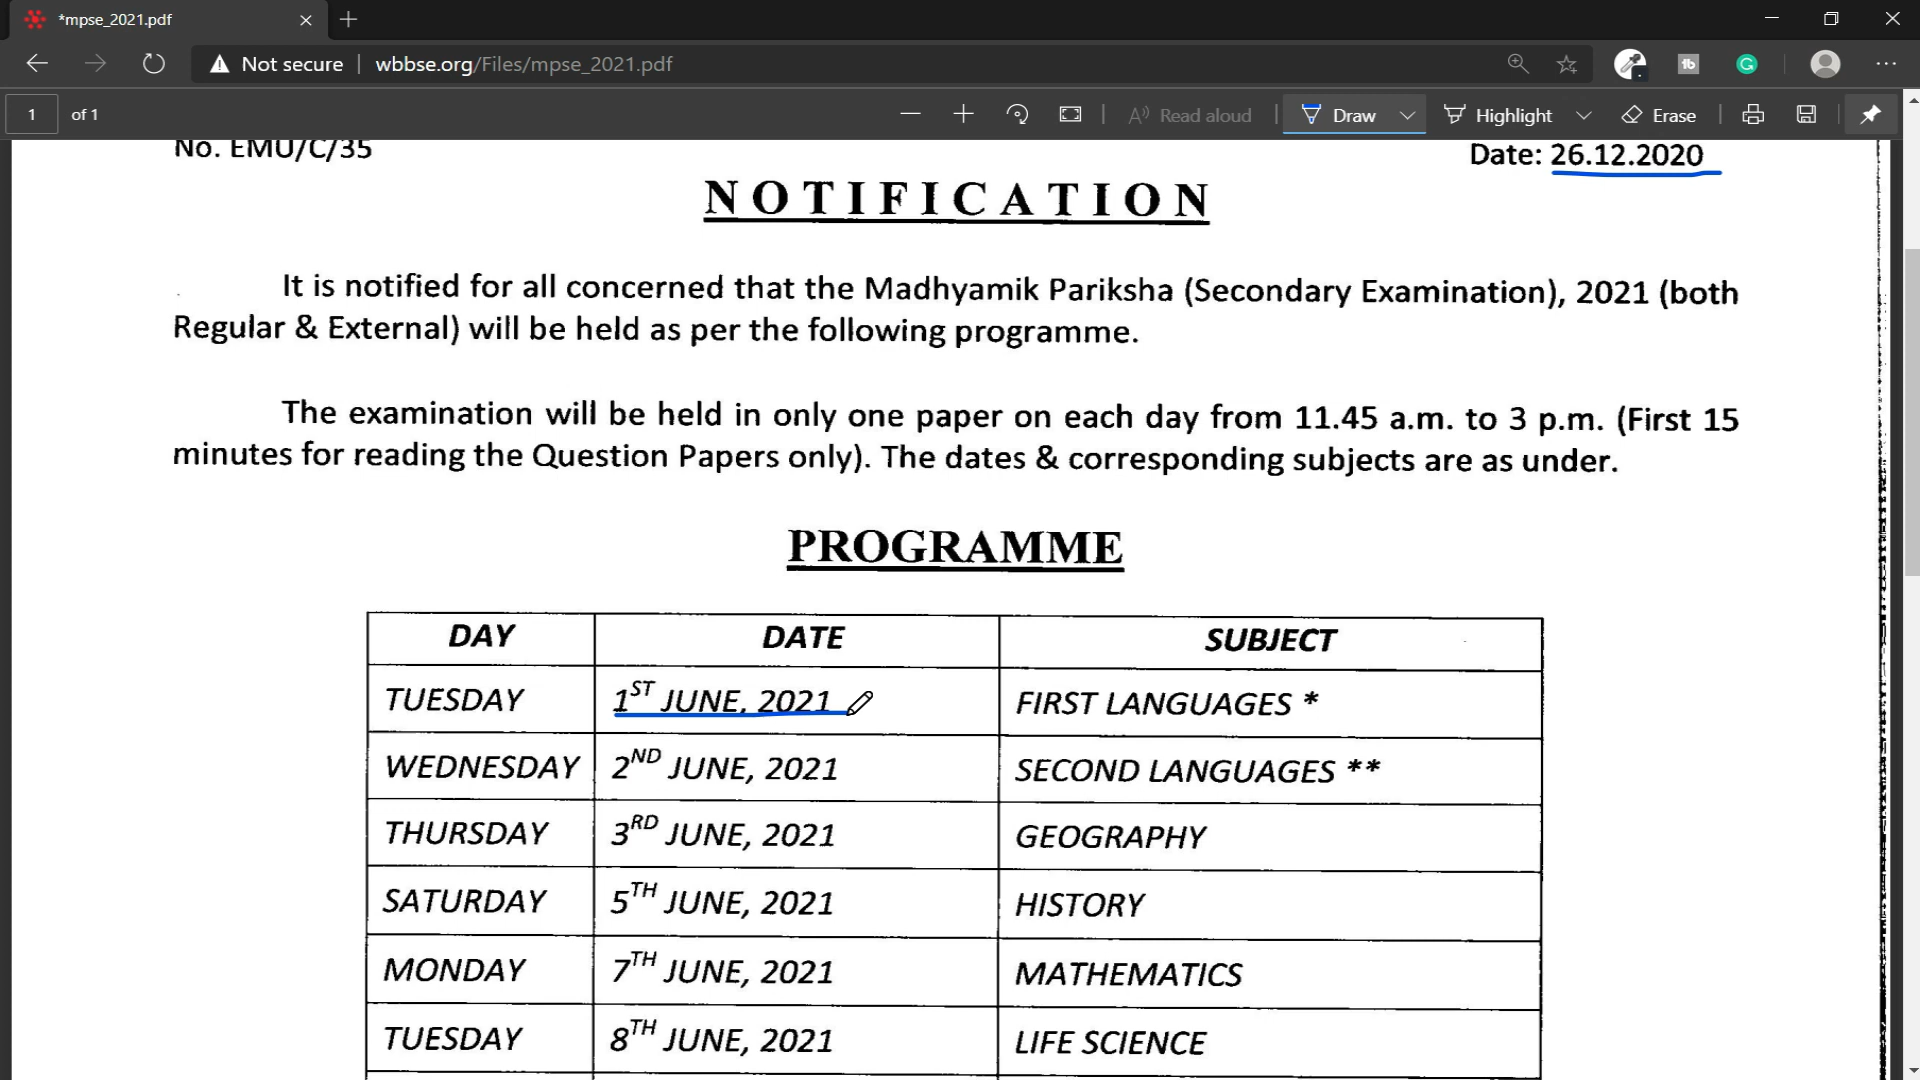 *mpse_2021.pdf
Not secure | wbbse.org/Files/mpse_2021.pdf
1 of 1 Read aloud Draw Highlight Erase
No. EMU/C/35 Date: 26.12.2020
NOTIFICATION
It is notified for all concerned that the Madhyamik Pariksha (Secondary Examination), 2021 (both
Regular & External) will be held as per the following programme.
The examination will be held in only one paper on each day from 11.45 a.m. to 3 p.m. (First 15
minutes for reading the Question Papers only). The dates & corresponding subjects are as under.
PROGRAMME
DAY DATE SUBJECT
TUESDAY 1ST JUNE, 2021 FIRST LANGUAGES *
WEDNESDAY 2ND JUNE, 2021 SECOND LANGUAGES **
THURSDAY 3RD JUNE, 2021 GEOGRAPHY
SATURDAY 5TH JUNE, 2021 HISTORY
MONDAY 7TH JUNE, 2021 MATHEMATICS
TUESDAY 8TH JUNE, 2021 LIFE SCIENCE